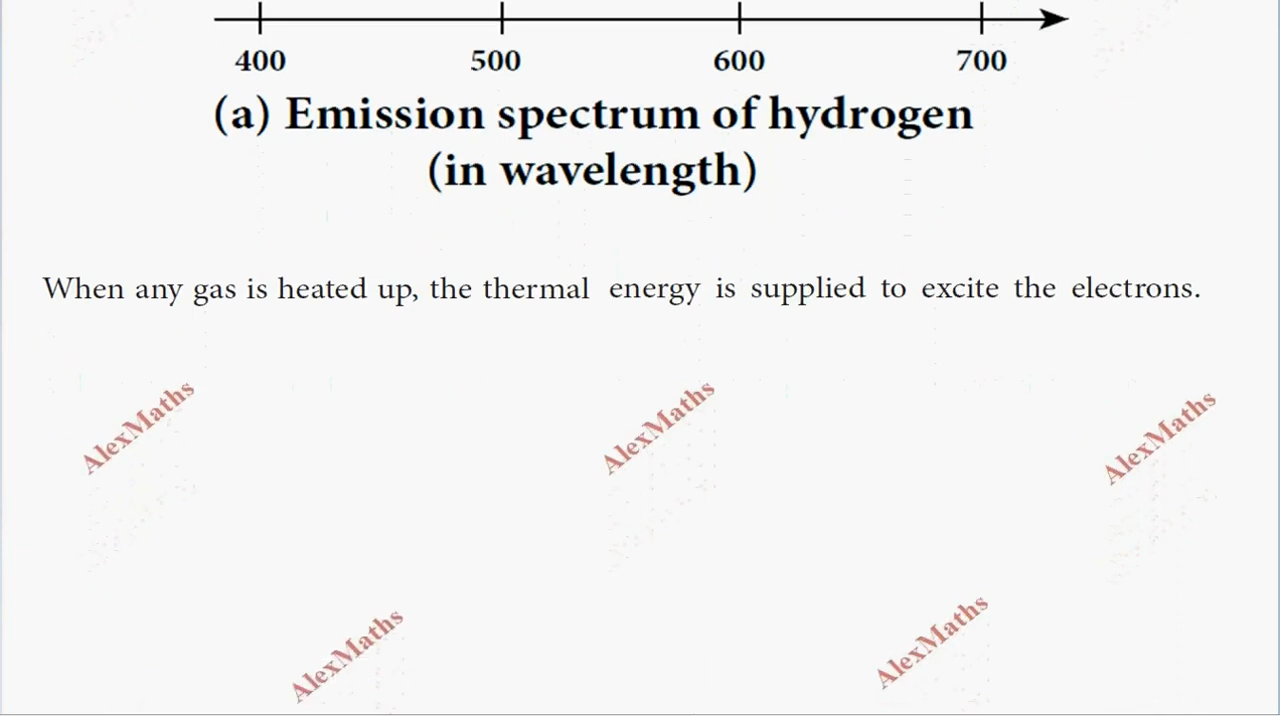 400 500 600 700
(a) Emission spectrum of hydrogen
(in wavelength)
When any gas is heated up, the thermal energy is supplied to excite the electrons.
AlexMaths AlexMaths AlexMaths
AlexMaths AlexMaths